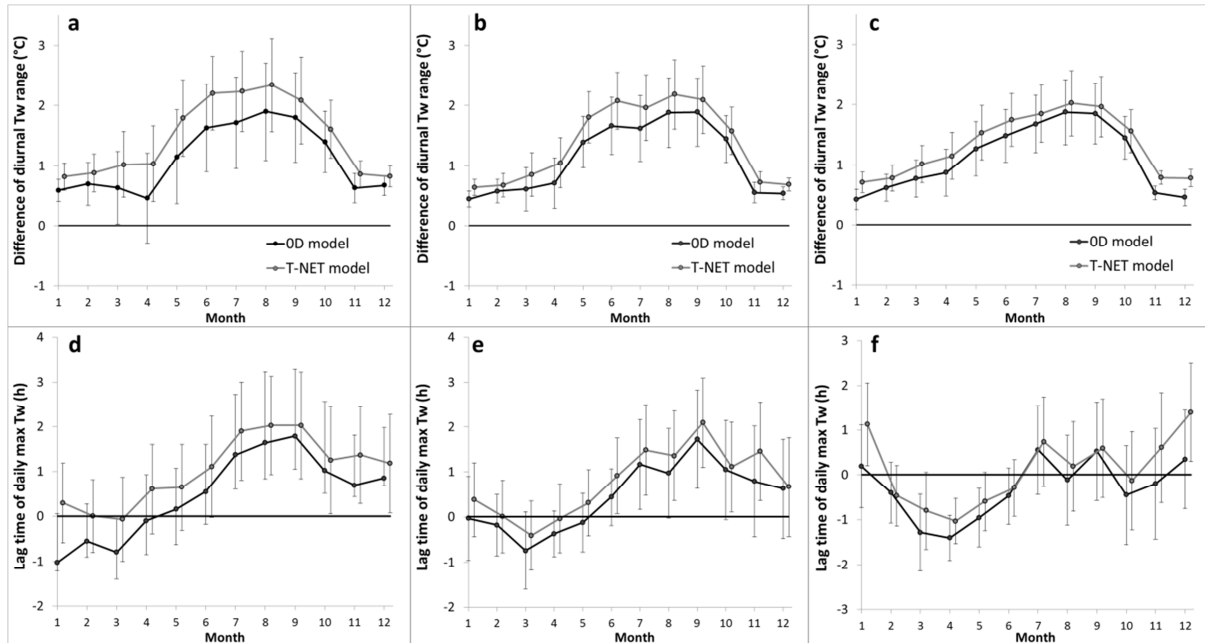 a
Difference of diurnal Tw range (°C)
3
2
1
0
-1
0D model
T-NET model
1 2 3 4 5 6 7 8 9 10 11 12
Month
b
Difference of diurnal Tw range (°C)
3
2
1
0
-1
0D model
T-NET model
1 2 3 4 5 6 7 8 9 10 11 12
Month
c
Difference of diurnal Tw range (°C)
3
2
1
0
-1
0D model
T-NET model
1 2 3 4 5 6 7 8 9 10 11 12
Month
d
Lag time of daily max Tw (h)
4
3
2
1
0
-1
-2
1 2 3 4 5 6 7 8 9 10 11 12
Month
e
Lag time of daily max Tw (h)
4
3
2
1
0
-1
-2
1 2 3 4 5 6 7 8 9 10 11 12
Month
f
Lag time of daily max Tw (h)
3
2
1
0
-1
-2
-3
1 2 3 4 5 6 7 8 9 10 11 12
Month